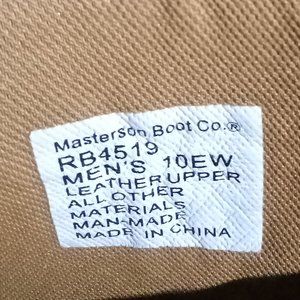 Masterson Boot Co.®
RB4519
MEN'S 10EW
LEATHER UPPER
ALL OTHER
MATERIALS
MAN-MADE
MADE IN CHINA